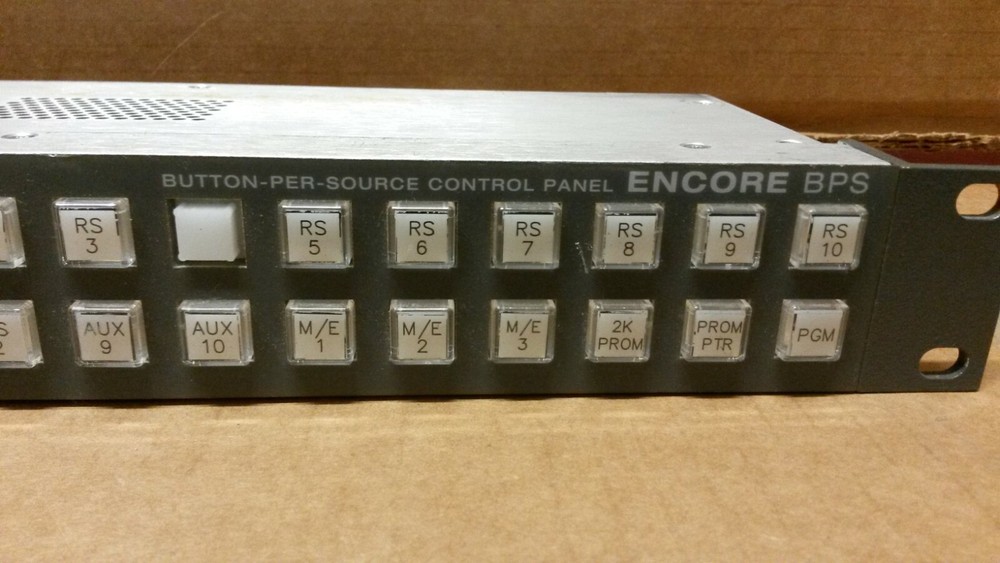 BUTTON-PER-SOURCE CONTROL PANEL ENCORE BPS
RS
3
RS
5
RS
6
RS
7
RS
8
RS
9
RS
10
AUX
9
AUX
10
M/E
1
M/E
2
M/E
3
2K
PROM
PROM
PTR
PGM